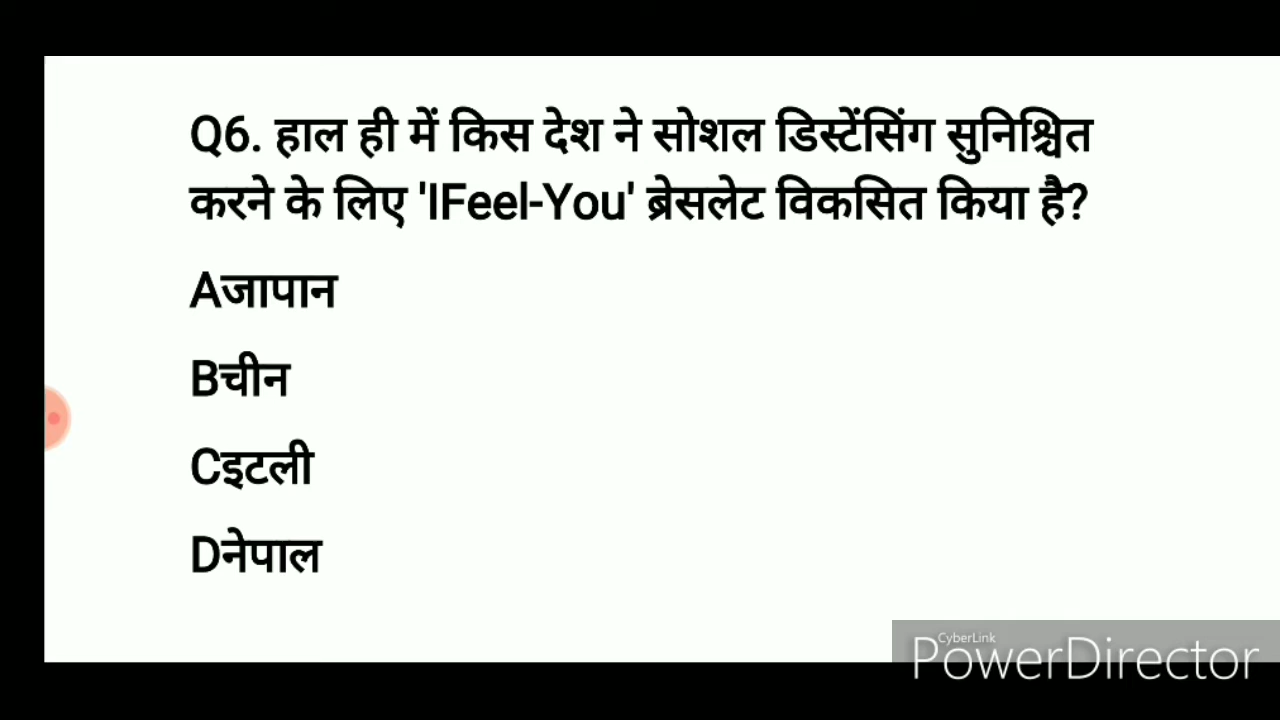 Q6. हाल ही में किस देश ने सोशल डिस्टेंसिंग सुनिश्चित
करने के लिए 'IFeel-You' ब्रेसलेट विकसित किया है?
Aजापान
Bचीन
Cइटली
Dनेपाल
CyberLink
PowerDirector